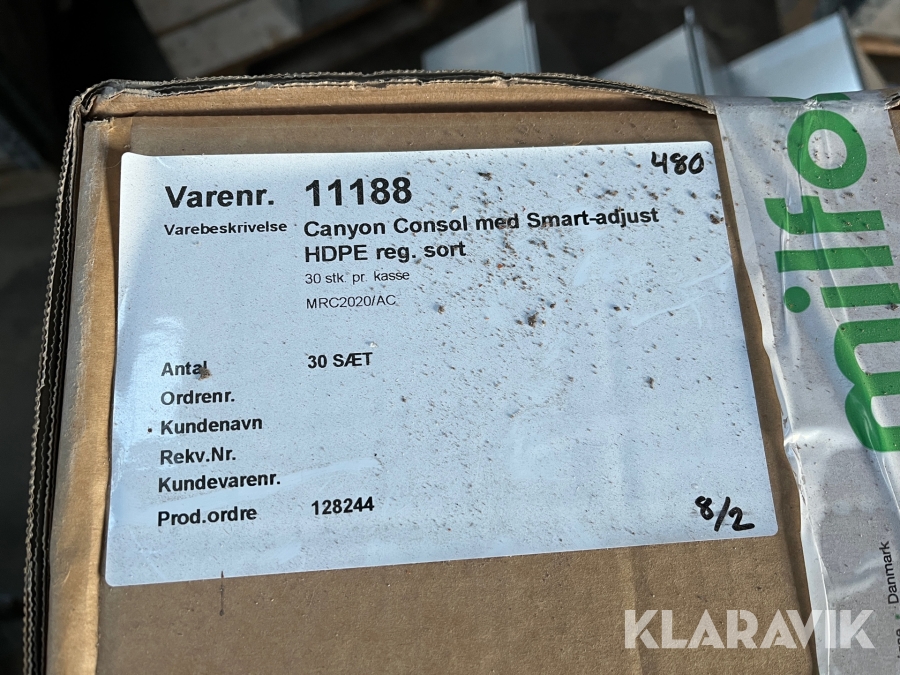 480
Varenr. 11188
Varebeskrivelse Canyon Consol med Smart-adjust
HDPE reg. sort
30 stk. pr. kasse
MRC2020/AC
Antal 30 SÆT
Ordrenr.
Kundenavn
Rekv.Nr.
Kundevarenr.
Prod.ordre 128244
8/2
milfo
Danmark
KLARAVIK